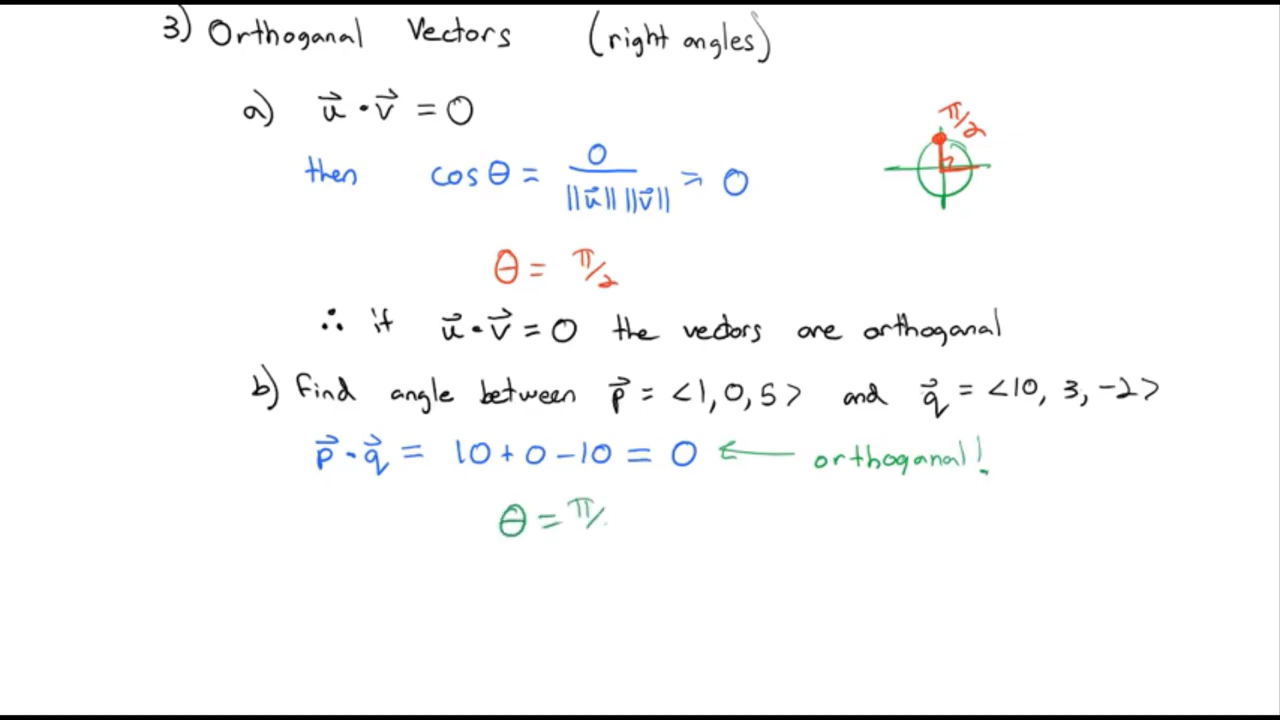 3) Orthoganal Vectors (right angles)
a) u⃗ · v⃗ = 0
π/2
then cos θ = 0 / ||u⃗|| ||v⃗|| = 0
θ = π/2
∴ if u⃗ · v⃗ = 0 the vectors are orthoganal
b) find angle between p⃗ = <1, 0, 5> and q⃗ = <10, 3, -2>
p⃗ · q⃗ = 10 + 0 - 10 = 0 ← orthoganal!
θ = π/